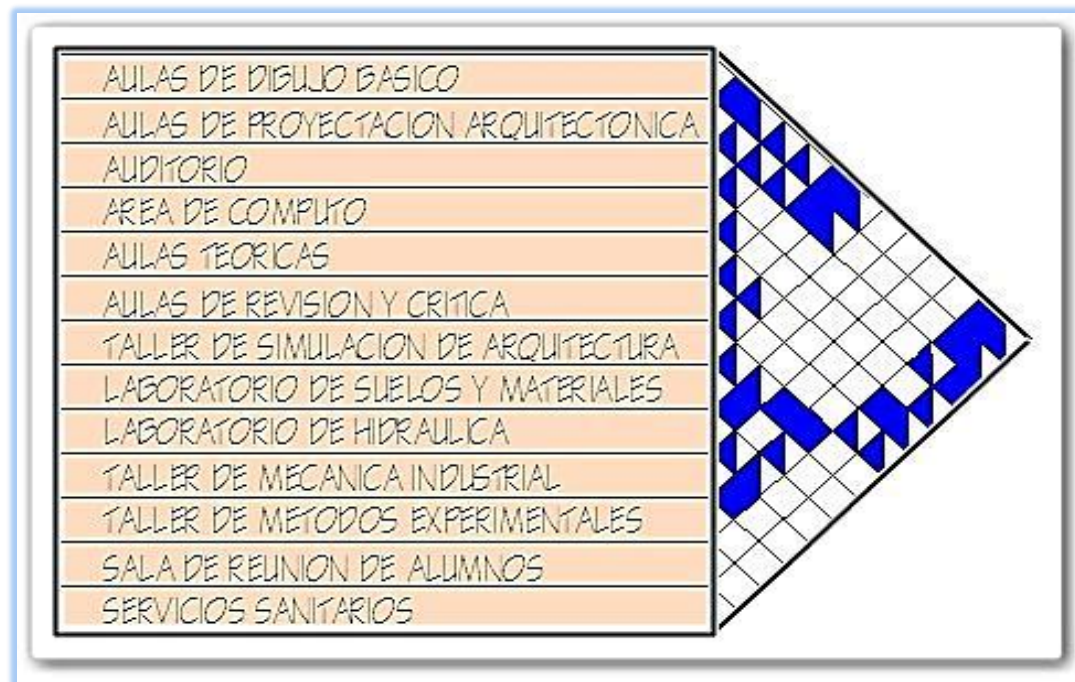 AULAS DE DIBUJO BASICO
AULAS DE PROYECTACION ARQUITECTONICA
AUDITORIO
AREA DE COMPUTO
AULAS TEORICAS
AULAS DE REVISION Y CRITICA
TALLER DE SIMULACION DE ARQUITECTURA
LABORATORIO DE SUELOS Y MATERIALES
LABORATORIO DE HIDRAULICA
TALLER DE MECANICA INDUSTRIAL
TALLER DE METODOS EXPERIMENTALES
SALA DE REUNION DE ALUMNOS
SERVICIOS SANITARIOS